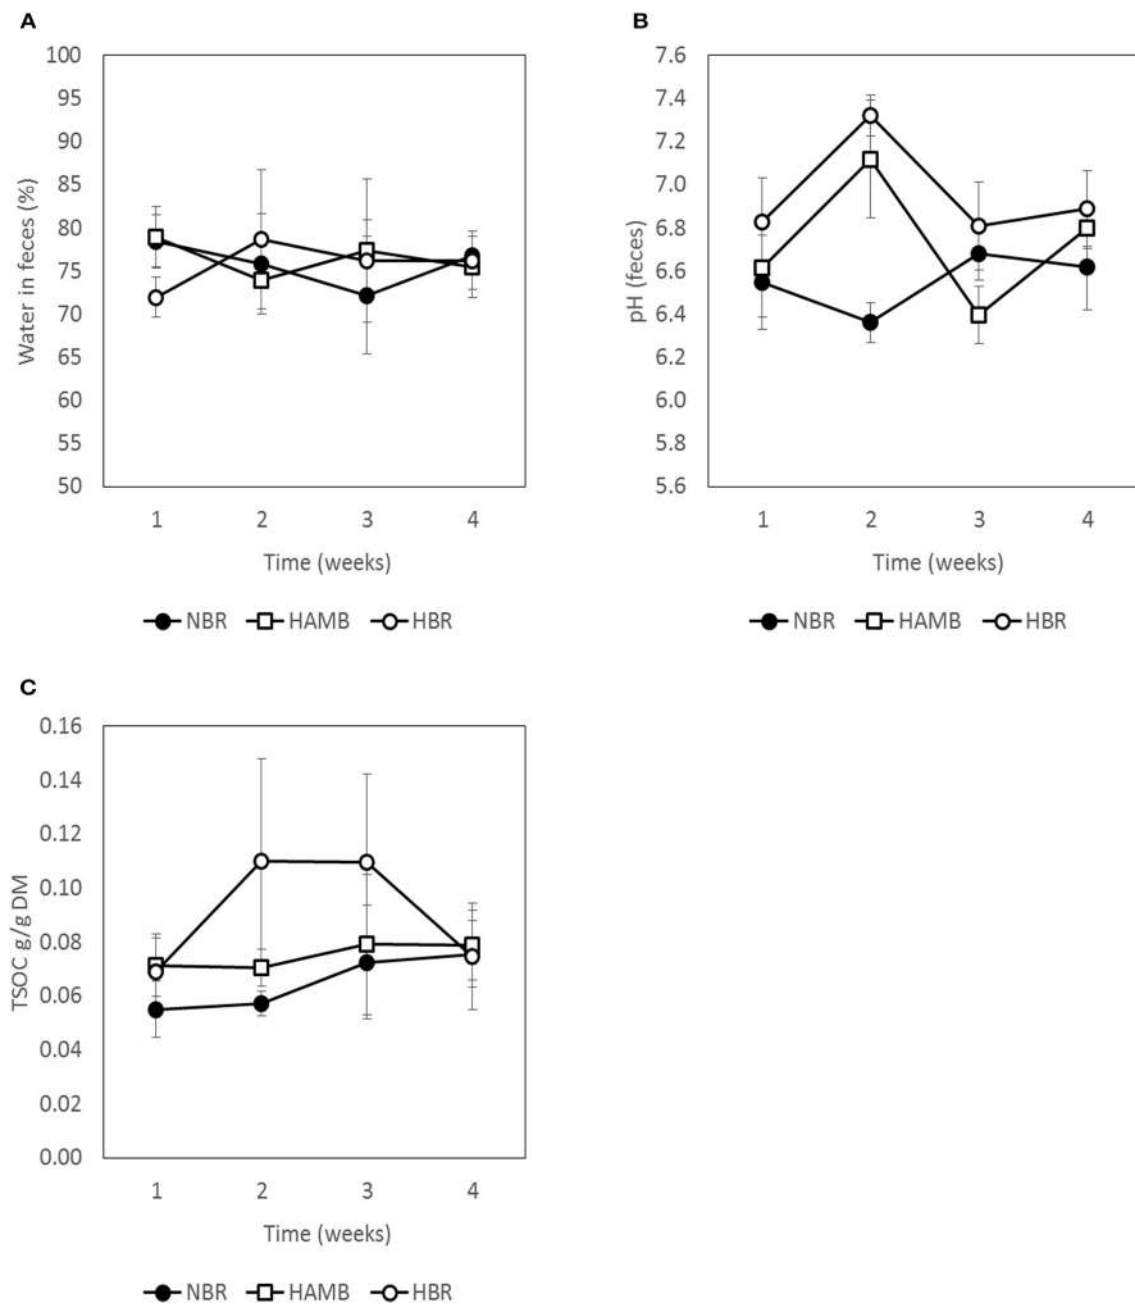 A
100
95
90
85
80
75
70
65
60
55
50
Water in feces (%)
1 2 3 4
Time (weeks)
NBR HAMB HBR
B
7.6
7.4
7.2
7.0
6.8
6.6
6.4
6.2
6.0
5.8
5.6
pH (feces)
1 2 3 4
Time (weeks)
NBR HAMB HBR
C
0.16
0.14
0.12
0.10
0.08
0.06
0.04
0.02
0.00
TSOC g/g DM
1 2 3 4
Time (weeks)
NBR HAMB HBR